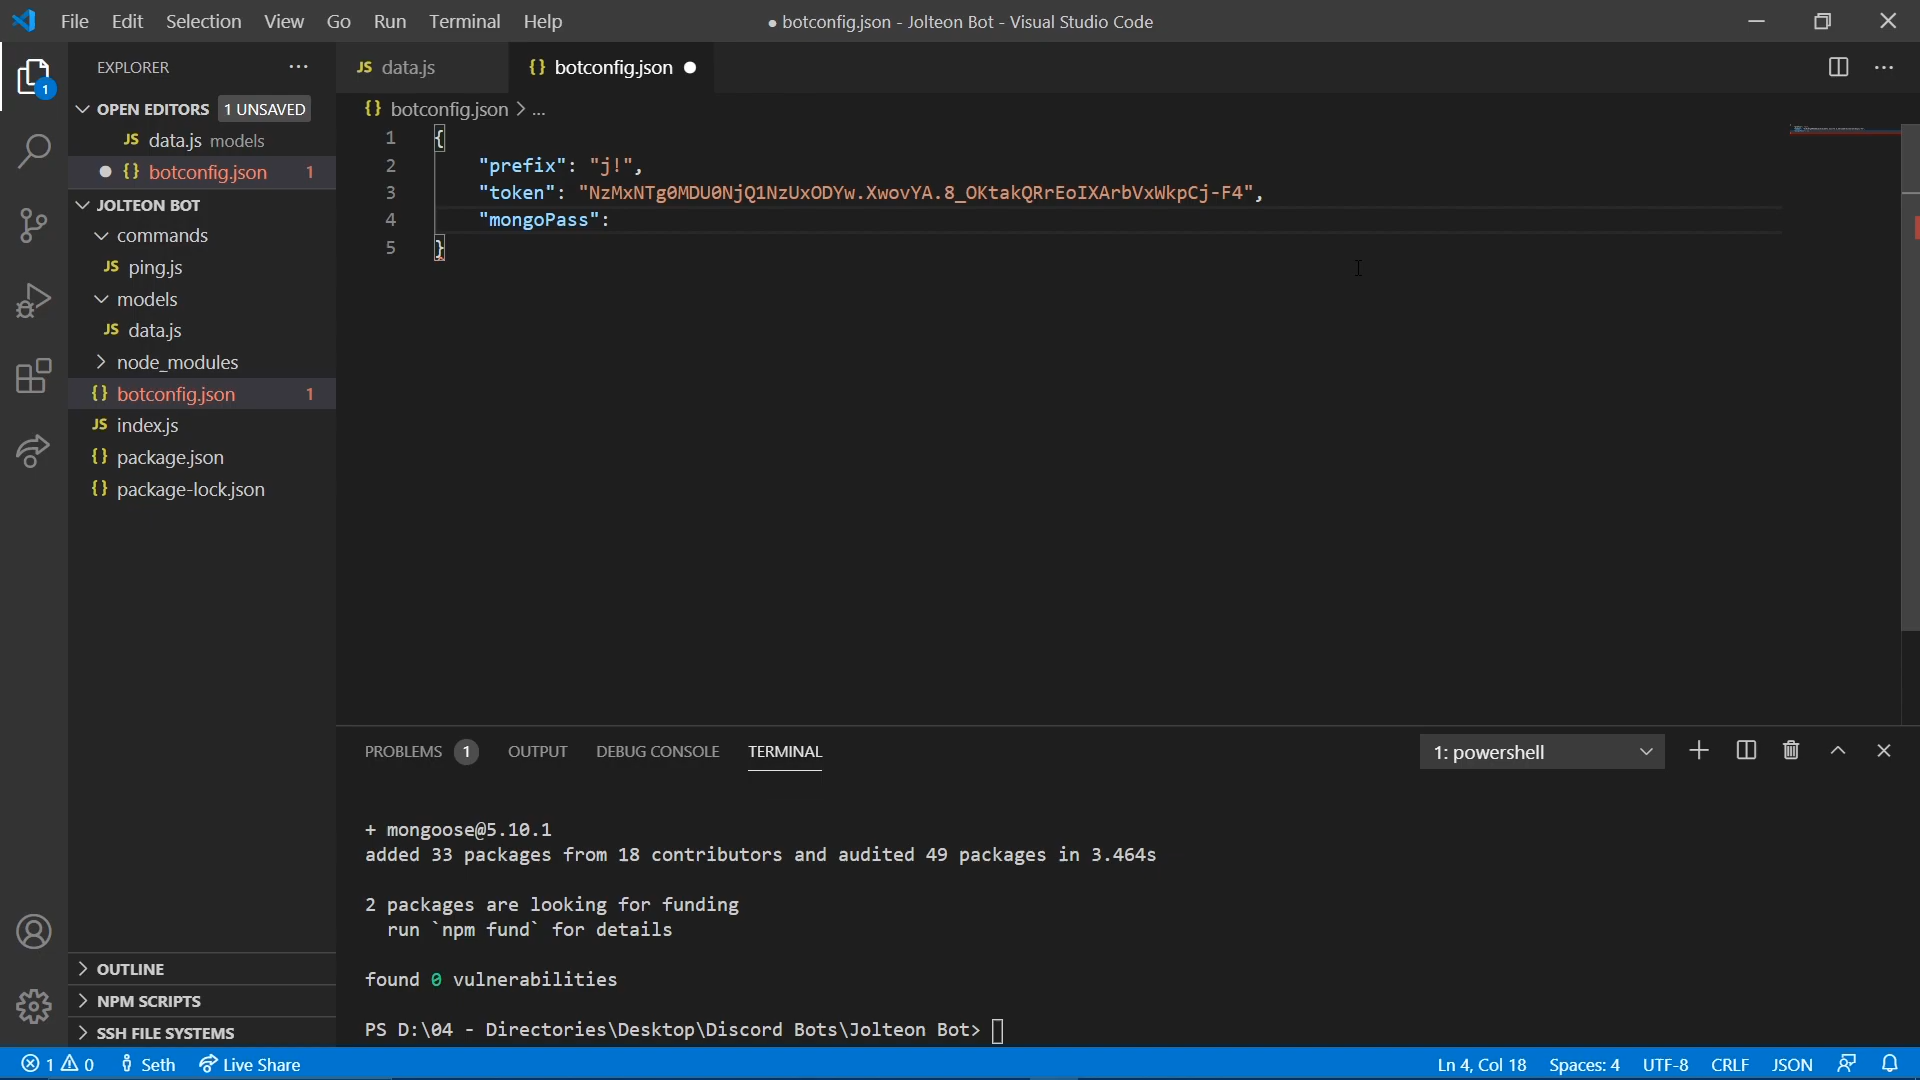 File Edit Selection View Go Run Terminal Help
● botconfig.json - Jolteon Bot - Visual Studio Code
EXPLORER
OPEN EDITORS 1 UNSAVED
JS data.js models
{} botconfig.json 1
JOLTEON BOT
commands
JS ping.js
models
JS data.js
node_modules
{} botconfig.json 1
JS index.js
{} package.json
{} package-lock.json
OUTLINE
NPM SCRIPTS
SSH FILE SYSTEMS
1
JS data.js
{} botconfig.json
{} botconfig.json > ...
1 {
2 "prefix": "j!",
3 "token": "NzMxNTg0MDU0NjQ1NzUxODYw.XwovYA.8_OKtakQRrEoIXArbVxWkpCj-F4",
4 "mongoPass":
5 }
PROBLEMS 1 OUTPUT DEBUG CONSOLE TERMINAL
1: powershell
+ mongoose@5.10.1
added 33 packages from 18 contributors and audited 49 packages in 3.464s
2 packages are looking for funding
run `npm fund` for details
found 0 vulnerabilities
PS D:\04 - Directories\Desktop\Discord Bots\Jolteon Bot>
1 0 Seth Live Share
Ln 4, Col 18 Spaces: 4 UTF-8 CRLF JSON